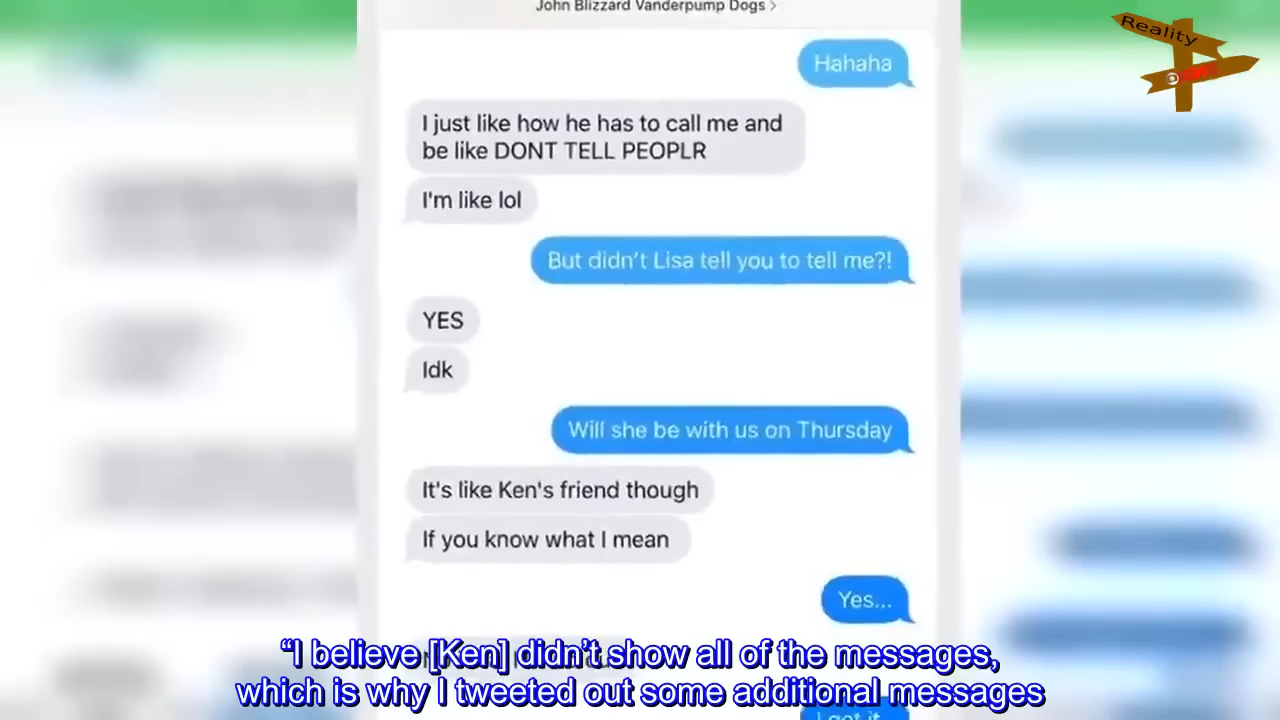 John Blizzard Vanderpump Dogs >
Reality
Hahaha
I just like how he has to call me and
be like DONT TELL PEOPLR
I'm like lol
But didn't Lisa tell you to tell me?!
YES
Idk
Will she be with us on Thursday
It's like Ken's friend though
If you know what I mean
Yes...
“I believe [Ken] didn’t show all of the messages,
which is why I tweeted out some additional messages
I got it